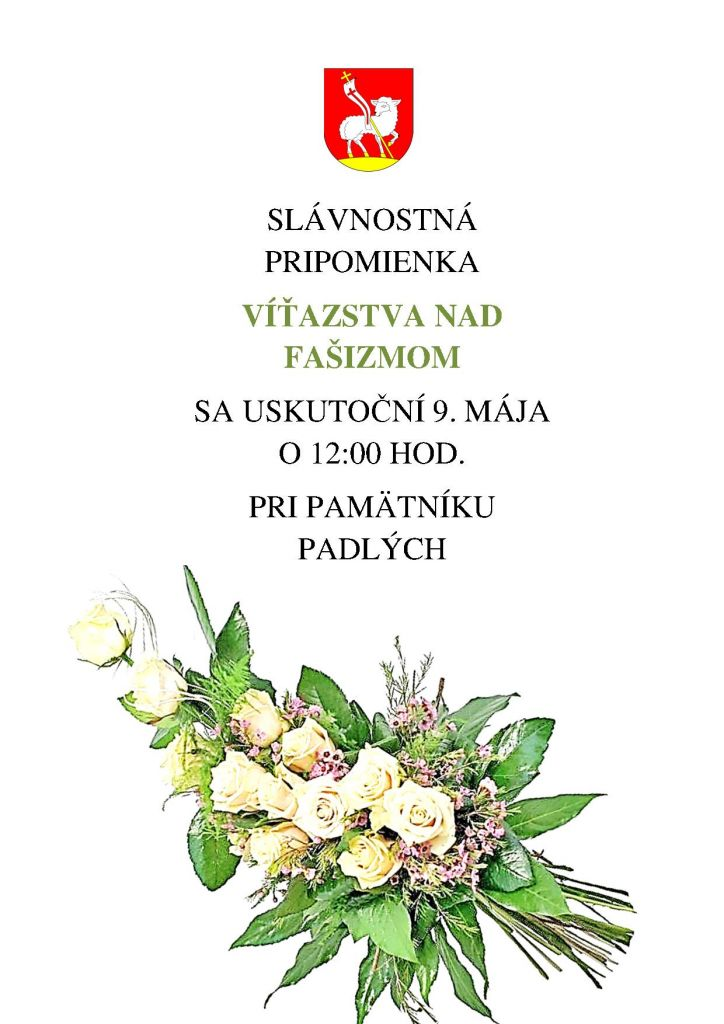 SLÁVNOSTNÁ
PRIPOMIENKA
VÍŤAZSTVA NAD
FAŠIZMOM
SA USKUTOČNÍ 9. MÁJA
O 12:00 HOD.
PRI PAMÄTNÍKU
PADLÝCH